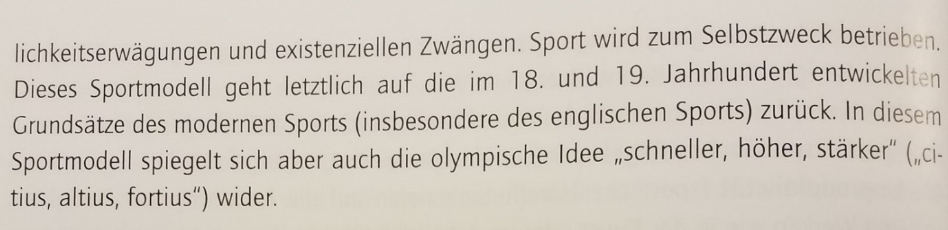 lichkeitserwägungen und existenziellen Zwängen. Sport wird zum Selbstzweck betrieben.
Dieses Sportmodell geht letztlich auf die im 18. und 19. Jahrhundert entwickelten
Grundsätze des modernen Sports (insbesondere des englischen Sports) zurück. In diesem
Sportmodell spiegelt sich aber auch die olympische Idee „schneller, höher, stärker“ („ci-
tius, altius, fortius“) wider.